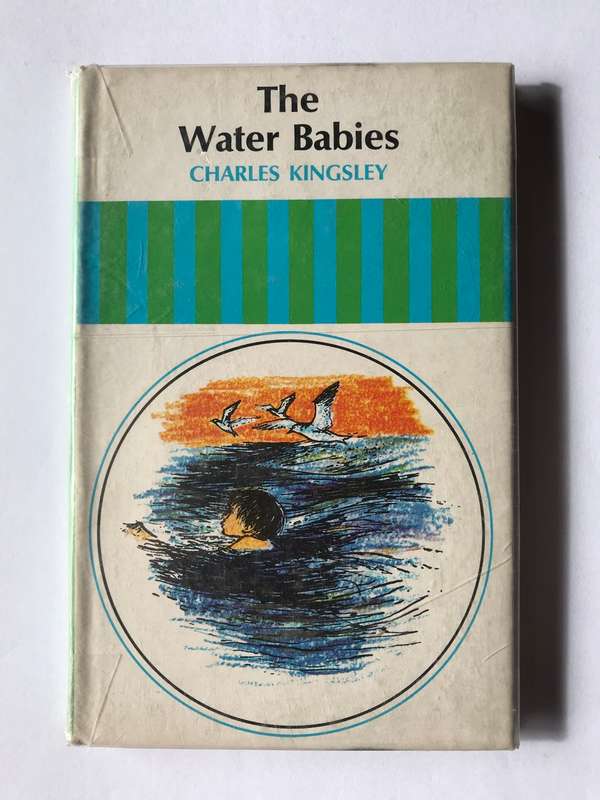 The
Water Babies
CHARLES KINGSLEY